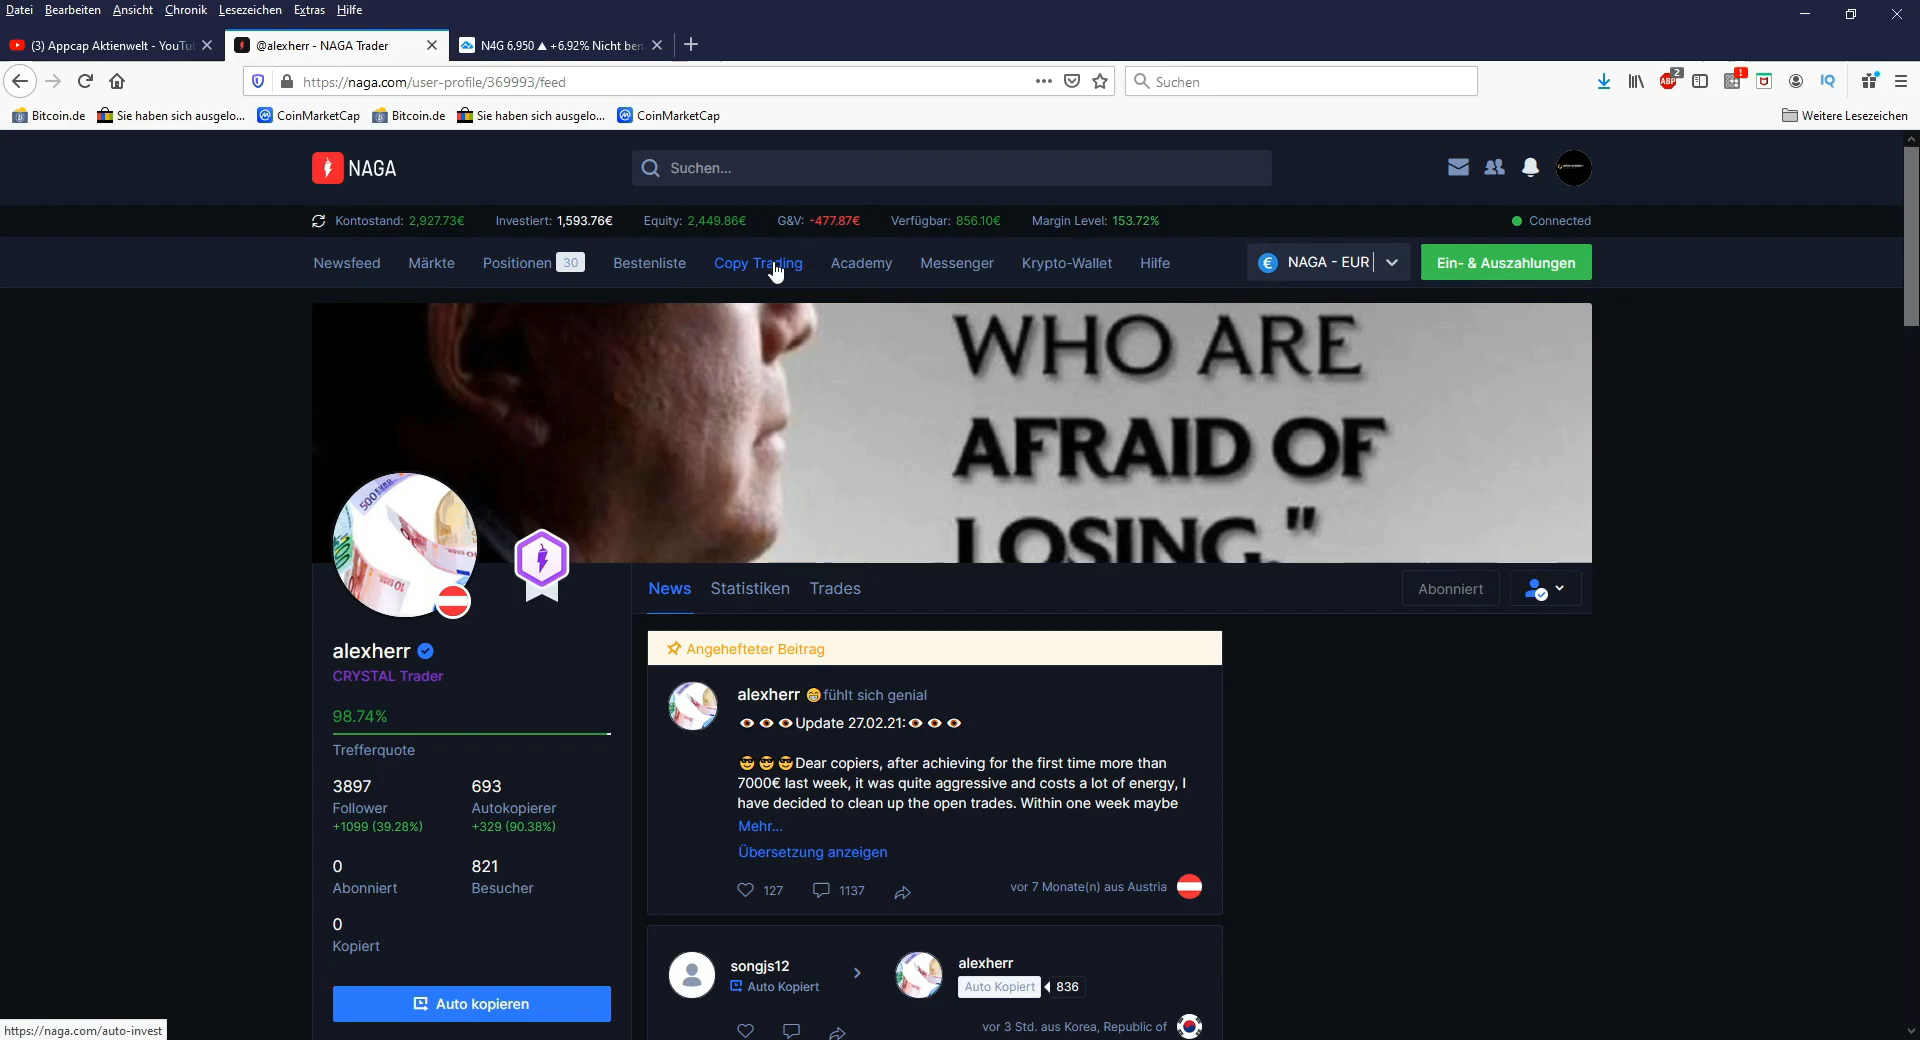 Datei Bearbeiten Ansicht Chronik Lesezeichen Extras Hilfe
(3) Appcap Aktienwelt - YouTu
@alexherr - NAGA Trader
N4G 6.950 ▲ +6.92% Nicht ben
https://naga.com/user-profile/369993/feed
Suchen
ABP 2
!
IQ
Bitcoin.de Sie haben sich ausgelo... CoinMarketCap Bitcoin.de Sie haben sich ausgelo... CoinMarketCap Weitere Lesezeichen
NAGA
Suchen...
Kontostand: 2,927.73€ Investiert: 1,593.76€ Equity: 2,449.86€ G&V: -477.87€ Verfügbar: 856.10€ Margin Level: 153.72% Connected
Newsfeed Märkte Positionen 30 Bestenliste Copy Trading Academy Messenger Krypto-Wallet Hilfe € NAGA - EUR Ein- & Auszahlungen
WHO ARE
AFRAID OF
LOSING."
News Statistiken Trades Abonniert
alexherr
CRYSTAL Trader
98.74%
Trefferquote
3897 693
Follower Autokopierer
+1099 (39.28%) +329 (90.38%)
0 821
Abonniert Besucher
0
Kopiert
Auto kopieren
Angehefteter Beitrag
alexherr 😁 fühlt sich genial
👁👁👁Update 27.02.21:👁👁👁
😎😎😎Dear copiers, after achieving for the first time more than
7000€ last week, it was quite aggressive and costs a lot of energy, I
have decided to clean up the open trades. Within one week maybe
Mehr...
Übersetzung anzeigen
127 1137 vor 7 Monate(n) aus Austria
songjs12 alexherr
Auto Kopiert Auto Kopiert 836
vor 3 Std. aus Korea, Republic of
https://naga.com/auto-invest